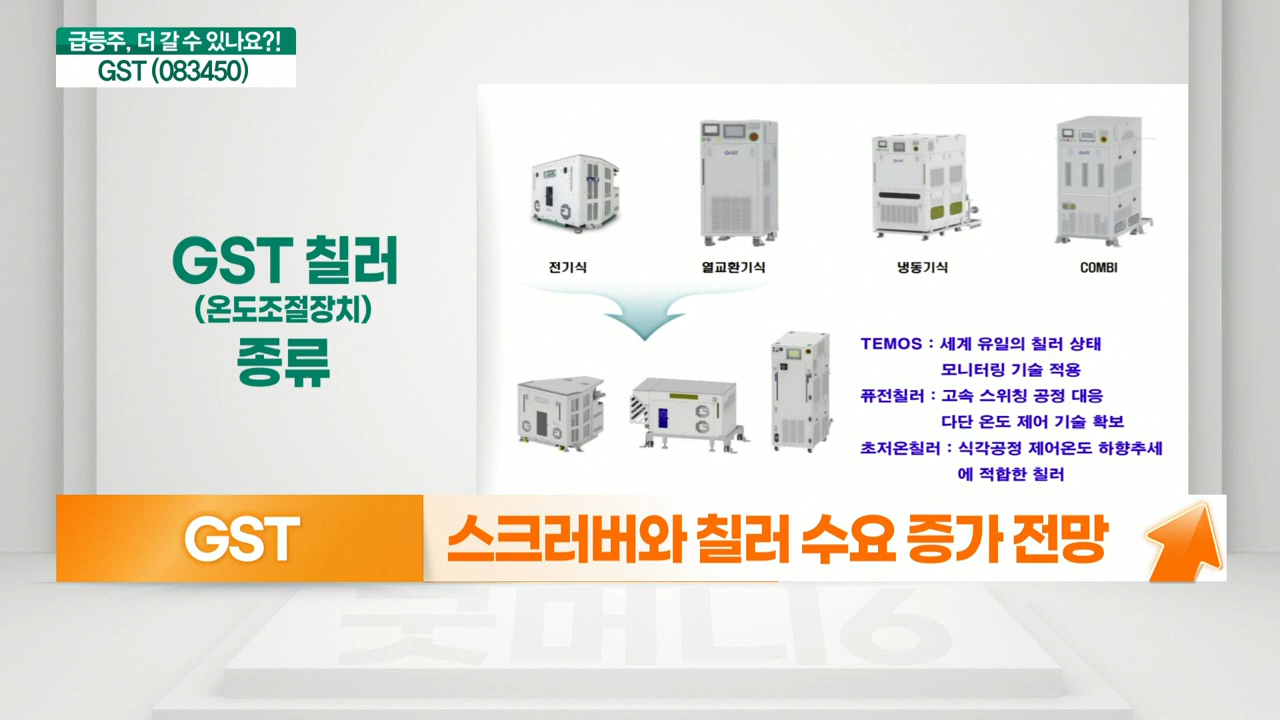 급등주, 더 갈 수 있나요?!
GST (083450)
GST 칠러
(온도조절장치)
종류
전기식
열교환기식
냉동기식
COMBI
TEMOS : 세계 유일의 칠러 상태
모니터링 기술 적용
퓨전칠러 : 고속 스위칭 공정 대응
다단 온도 제어 기술 확보
초저온칠러 : 식각공정 제어온도 하향추세
에 적합한 칠러
GST
스크러버와 칠러 수요 증가 전망
굿머니6